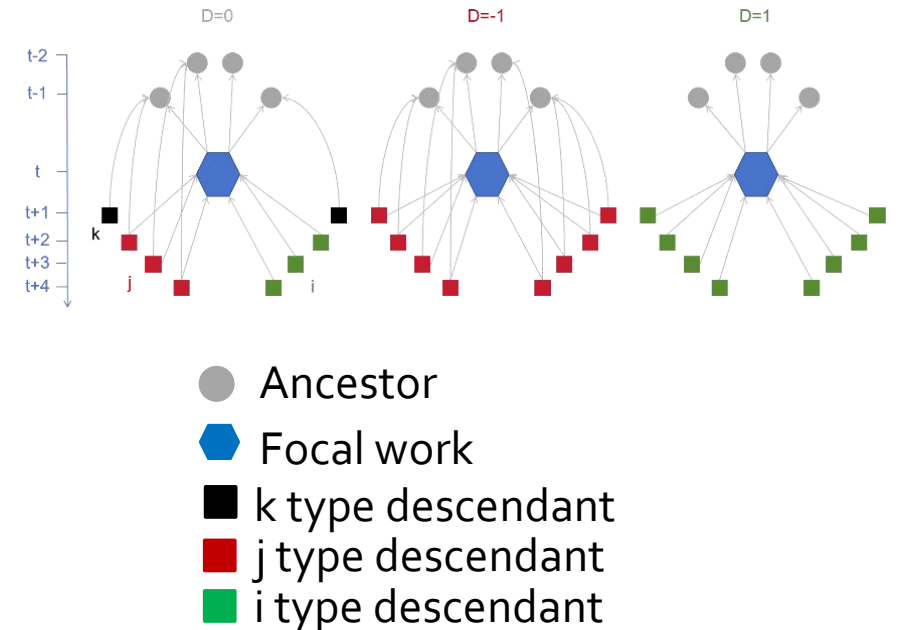 D=0 D=-1 D=1
t-2
t-1
t
t+1
k
t+2
t+3
j i
t+4
Ancestor
Focal work
k type descendant
j type descendant
i type descendant